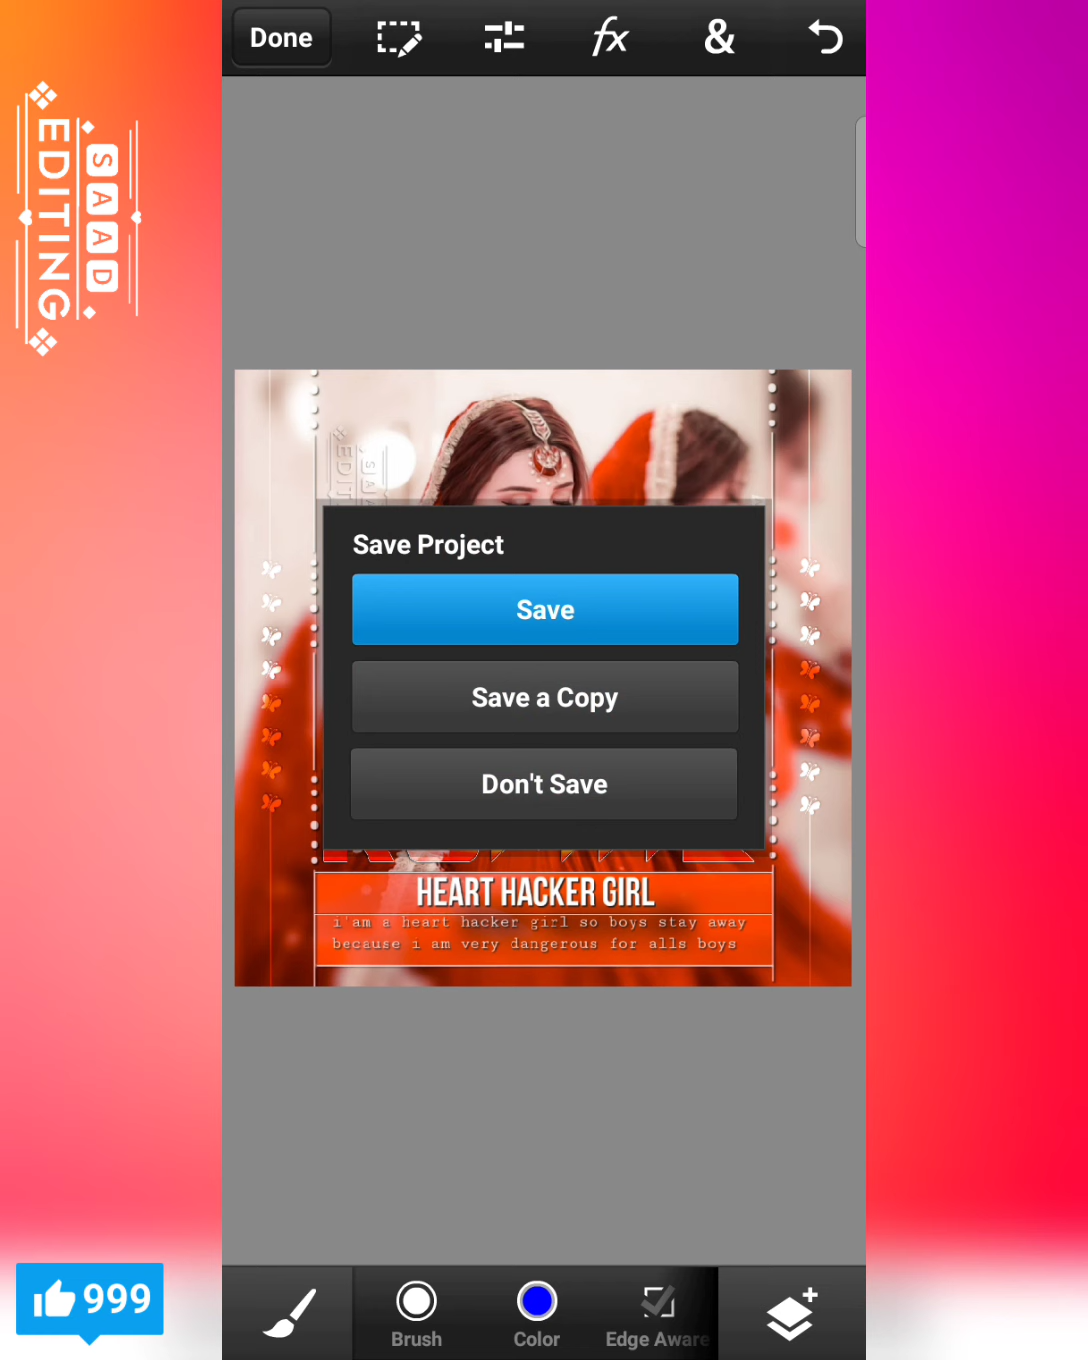 Done
fx
&
SAAD
EDITING
Save Project
Save
Save a Copy
Don't Save
HEART HACKER GIRL
i'am a heart hacker girl so boys stay away
because i am very dangerous for alls boys
999
Brush
Color
Edge Aware